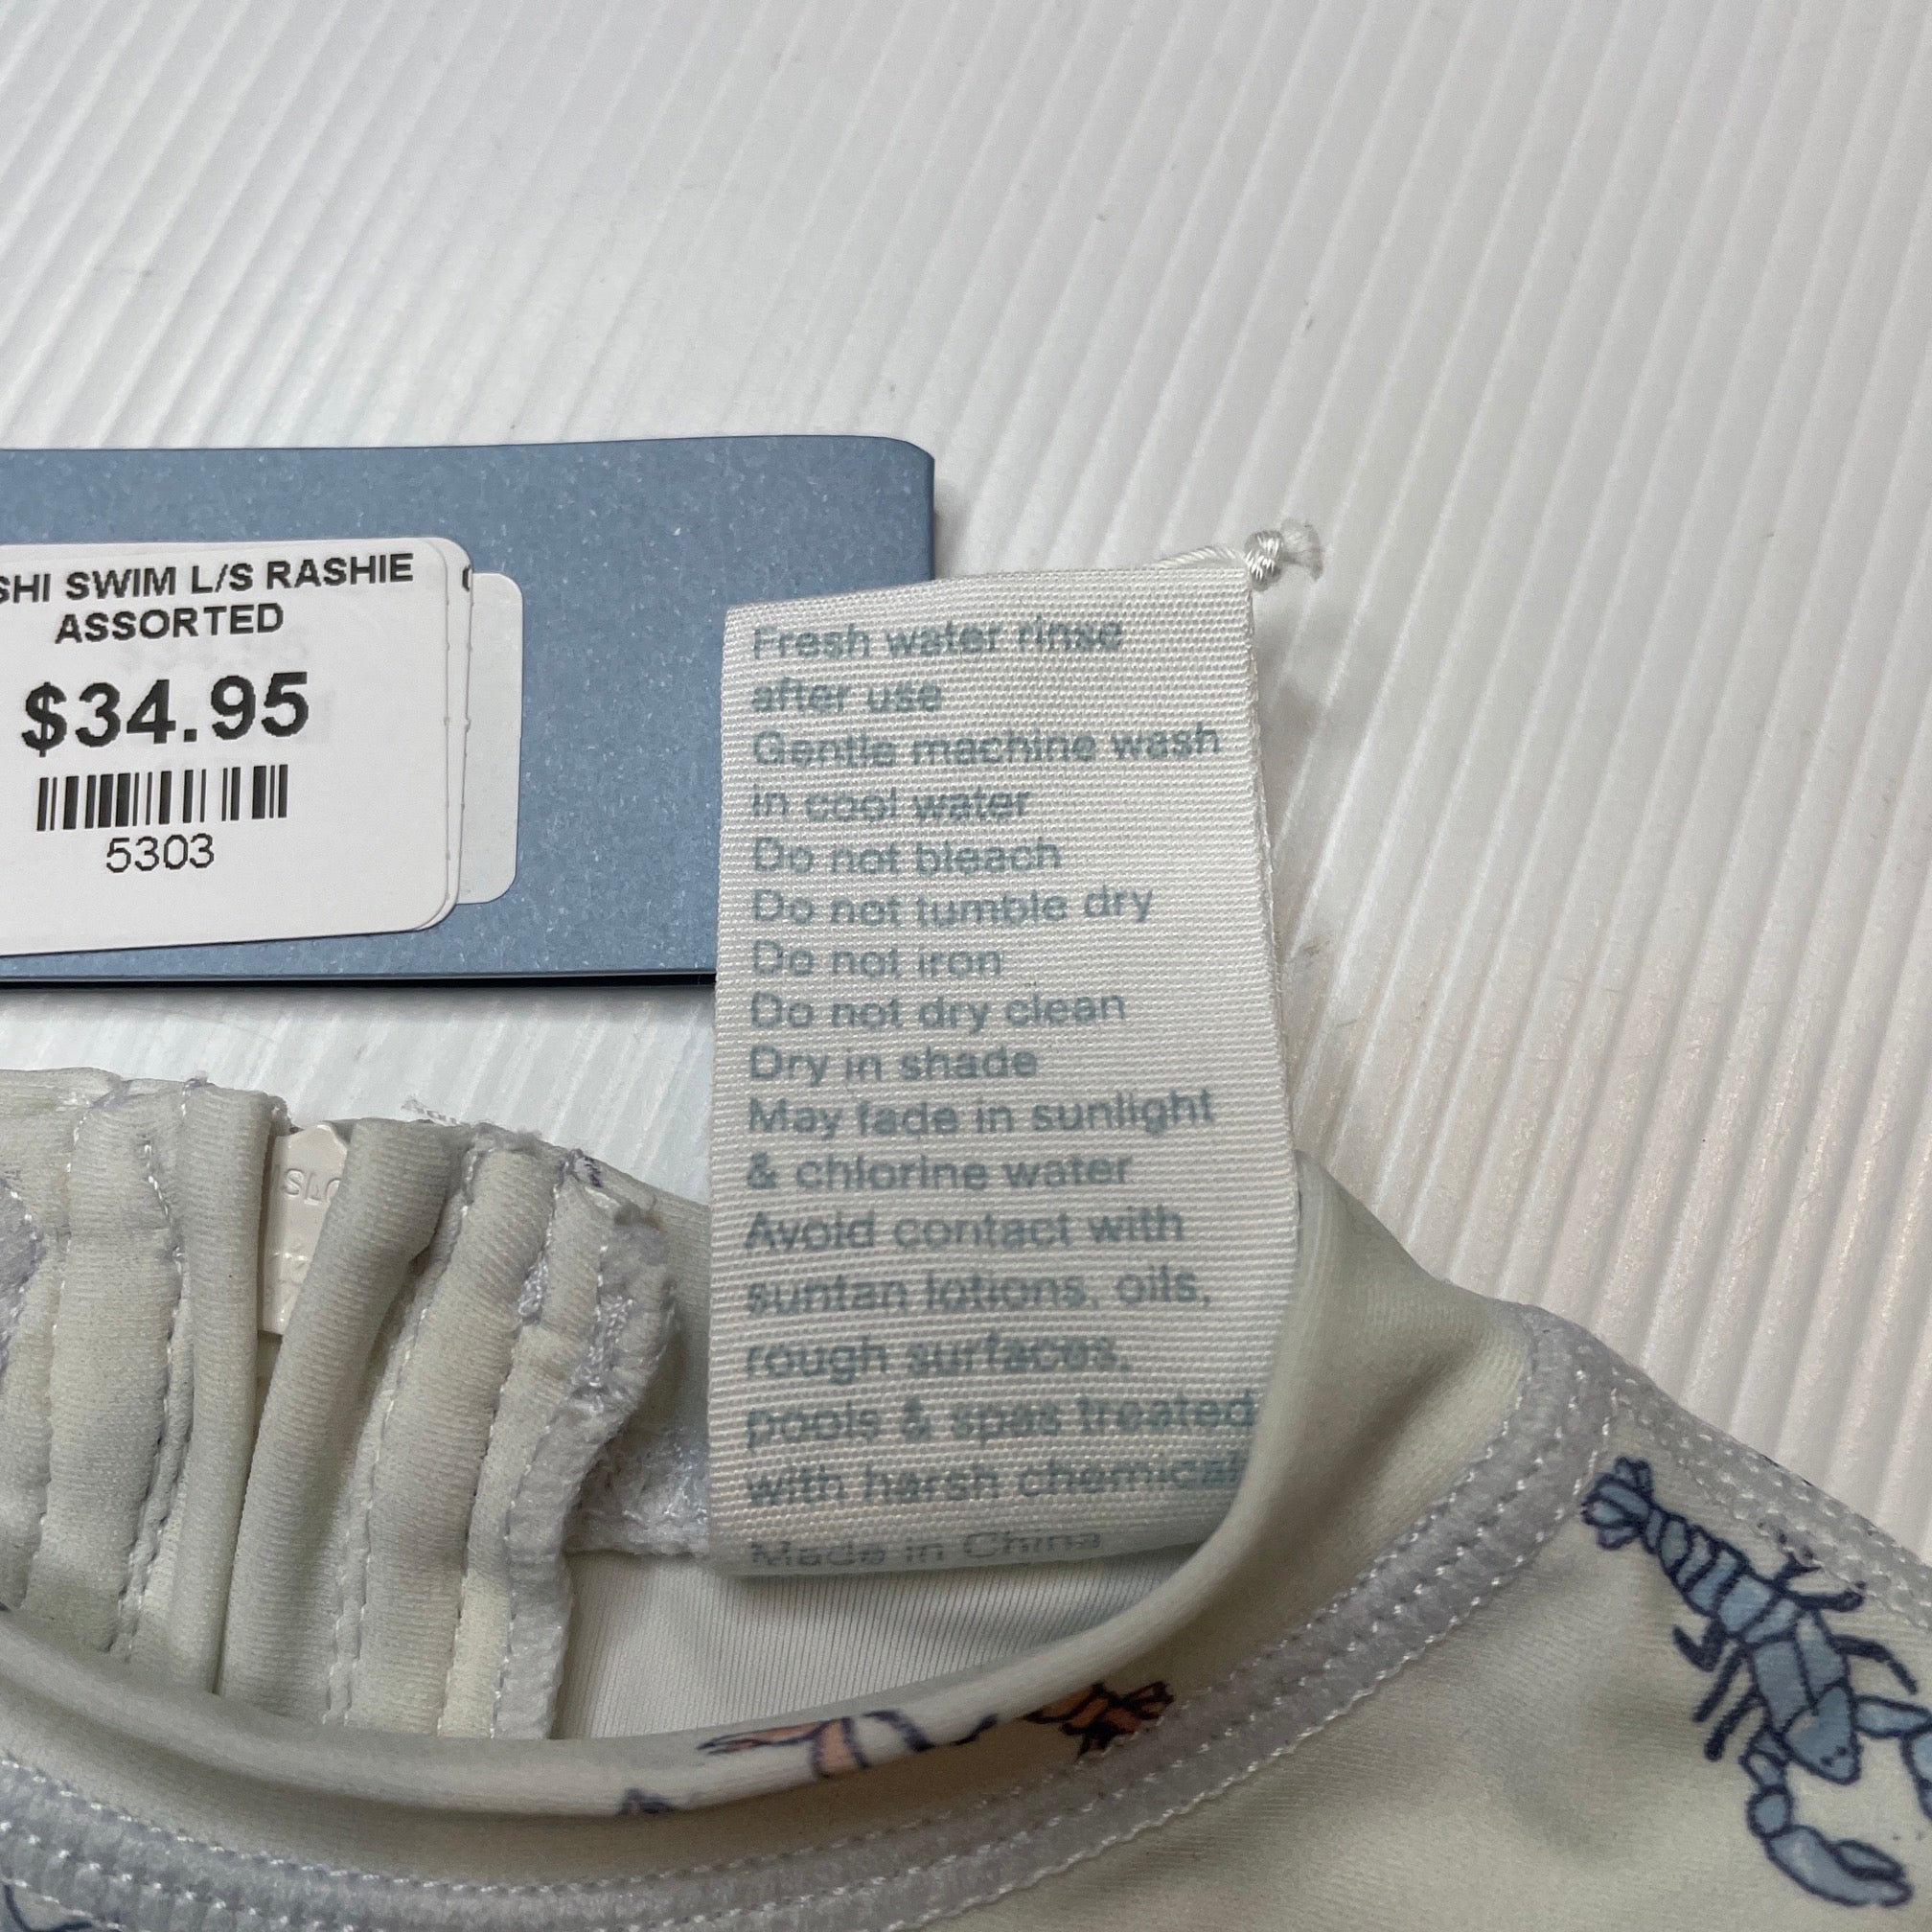 SHI SWIM L/S RASHIE
ASSORTED
$34.95
5303
Fresh water rinse
after use
Gentle machine wash
in cool water
Do not bleach
Do not tumble dry
Do not iron
Do not dry clean
Dry in shade
May fade in sunlight
& chlorine water
Avoid contact with
suntan lotions, oils,
rough surfaces,
pools & spas treated
with harsh chemical
Made in China